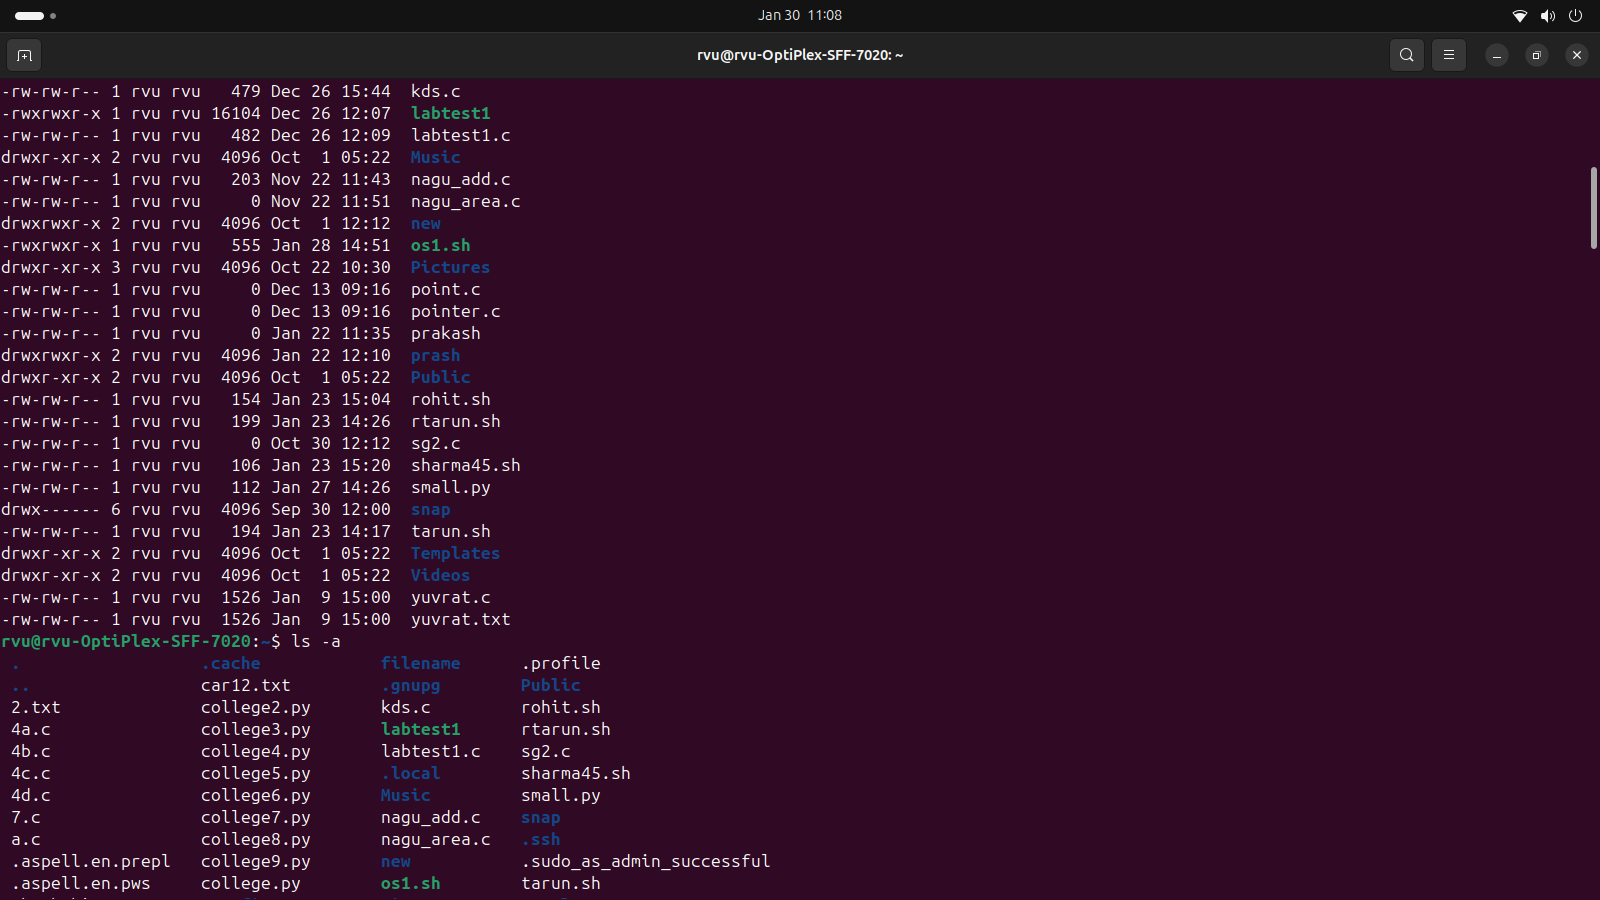 Jan 30 11:08
rvu@rvu-OptiPlex-SFF-7020: ~
-rw-rw-r-- 1 rvu rvu   479 Dec 26 15:44  kds.c
-rwxrwxr-x 1 rvu rvu 16104 Dec 26 12:07  labtest1
-rw-rw-r-- 1 rvu rvu   482 Dec 26 12:09  labtest1.c
drwxr-xr-x 2 rvu rvu  4096 Oct  1 05:22  Music
-rw-rw-r-- 1 rvu rvu   203 Nov 22 11:43  nagu_add.c
-rw-rw-r-- 1 rvu rvu     0 Nov 22 11:51  nagu_area.c
drwxrwxr-x 2 rvu rvu  4096 Oct  1 12:12  new
-rwxrwxr-x 1 rvu rvu   555 Jan 28 14:51  os1.sh
drwxr-xr-x 3 rvu rvu  4096 Oct 22 10:30  Pictures
-rw-rw-r-- 1 rvu rvu     0 Dec 13 09:16  point.c
-rw-rw-r-- 1 rvu rvu     0 Dec 13 09:16  pointer.c
-rw-rw-r-- 1 rvu rvu     0 Jan 22 11:35  prakash
drwxrwxr-x 2 rvu rvu  4096 Jan 22 12:10  prash
drwxr-xr-x 2 rvu rvu  4096 Oct  1 05:22  Public
-rw-rw-r-- 1 rvu rvu   154 Jan 23 15:04  rohit.sh
-rw-rw-r-- 1 rvu rvu   199 Jan 23 14:26  rtarun.sh
-rw-rw-r-- 1 rvu rvu     0 Oct 30 12:12  sg2.c
-rw-rw-r-- 1 rvu rvu   106 Jan 23 15:20  sharma45.sh
-rw-rw-r-- 1 rvu rvu   112 Jan 27 14:26  small.py
drwx------ 6 rvu rvu  4096 Sep 30 12:00  snap
-rw-rw-r-- 1 rvu rvu   194 Jan 23 14:17  tarun.sh
drwxr-xr-x 2 rvu rvu  4096 Oct  1 05:22  Templates
drwxr-xr-x 2 rvu rvu  4096 Oct  1 05:22  Videos
-rw-rw-r-- 1 rvu rvu  1526 Jan  9 15:00  yuvrat.c
-rw-rw-r-- 1 rvu rvu  1526 Jan  9 15:00  yuvrat.txt
rvu@rvu-OptiPlex-SFF-7020:~$ ls -a
 .                  .cache            filename      .profile
 ..                 car12.txt         .gnupg        Public
 2.txt              college2.py       kds.c         rohit.sh
 4a.c               college3.py       labtest1      rtarun.sh
 4b.c               college4.py       labtest1.c    sg2.c
 4c.c               college5.py       .local        sharma45.sh
 4d.c               college6.py       Music         small.py
 7.c                college7.py       nagu_add.c    snap
 a.c                college8.py       nagu_area.c   .ssh
 .aspell.en.prepl   college9.py       new           .sudo_as_admin_successful
 .aspell.en.pws     college.py        os1.sh        tarun.sh